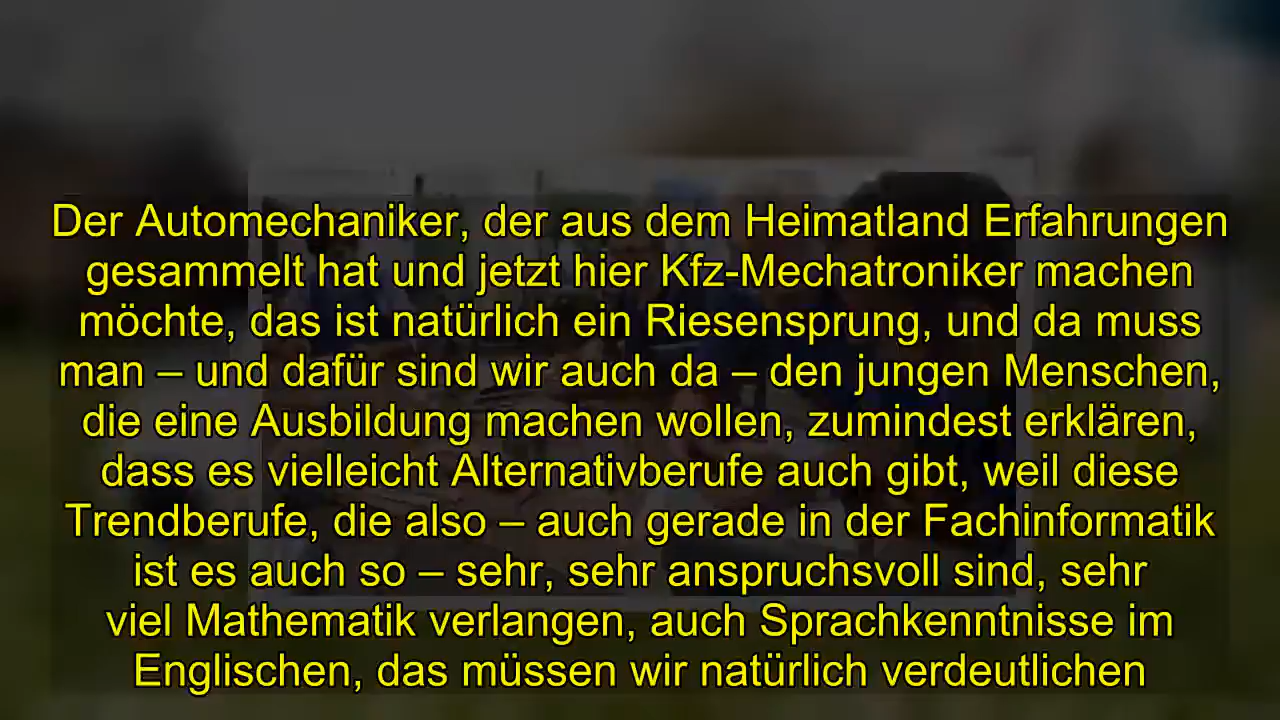 Der Automechaniker, der aus dem Heimatland Erfahrungen
gesammelt hat und jetzt hier Kfz-Mechatroniker machen
möchte, das ist natürlich ein Riesensprung, und da muss
man – und dafür sind wir auch da – den jungen Menschen,
die eine Ausbildung machen wollen, zumindest erklären,
dass es vielleicht Alternativberufe auch gibt, weil diese
Trendberufe, die also – auch gerade in der Fachinformatik
ist es auch so – sehr, sehr anspruchsvoll sind, sehr
viel Mathematik verlangen, auch Sprachkenntnisse im
Englischen, das müssen wir natürlich verdeutlichen